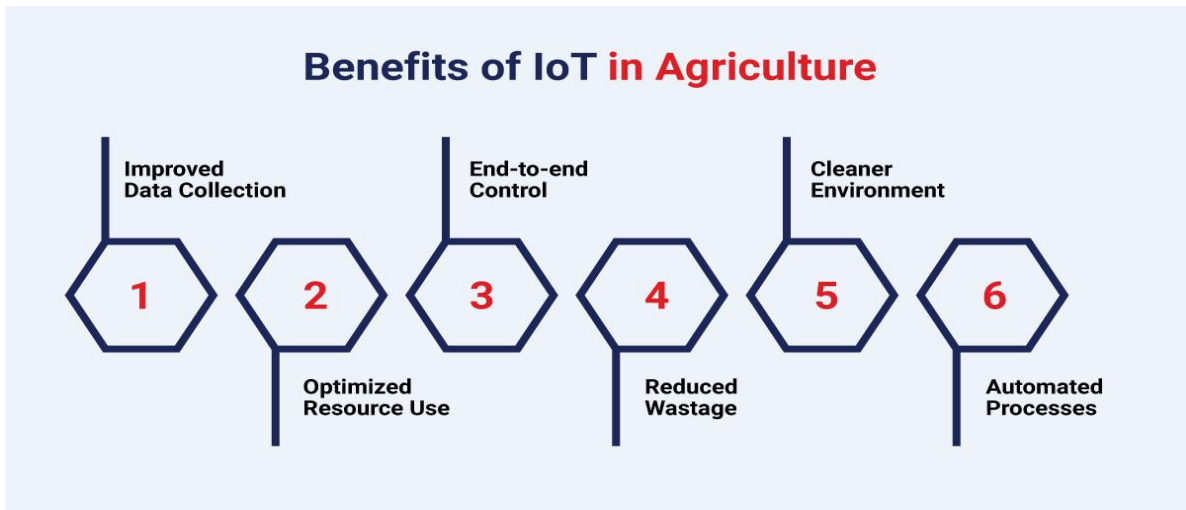 Benefits of IoT in Agriculture
1
Improved
Data Collection
2
Optimized
Resource Use
3
End-to-end
Control
4
Reduced
Wastage
5
Cleaner
Environment
6
Automated
Processes